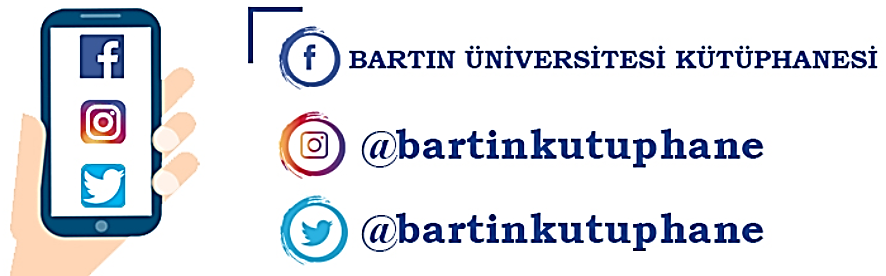 BARTIN ÜNİVERSİTESİ KÜTÜPHANESİ
@bartinkutuphane
@bartinkutuphane